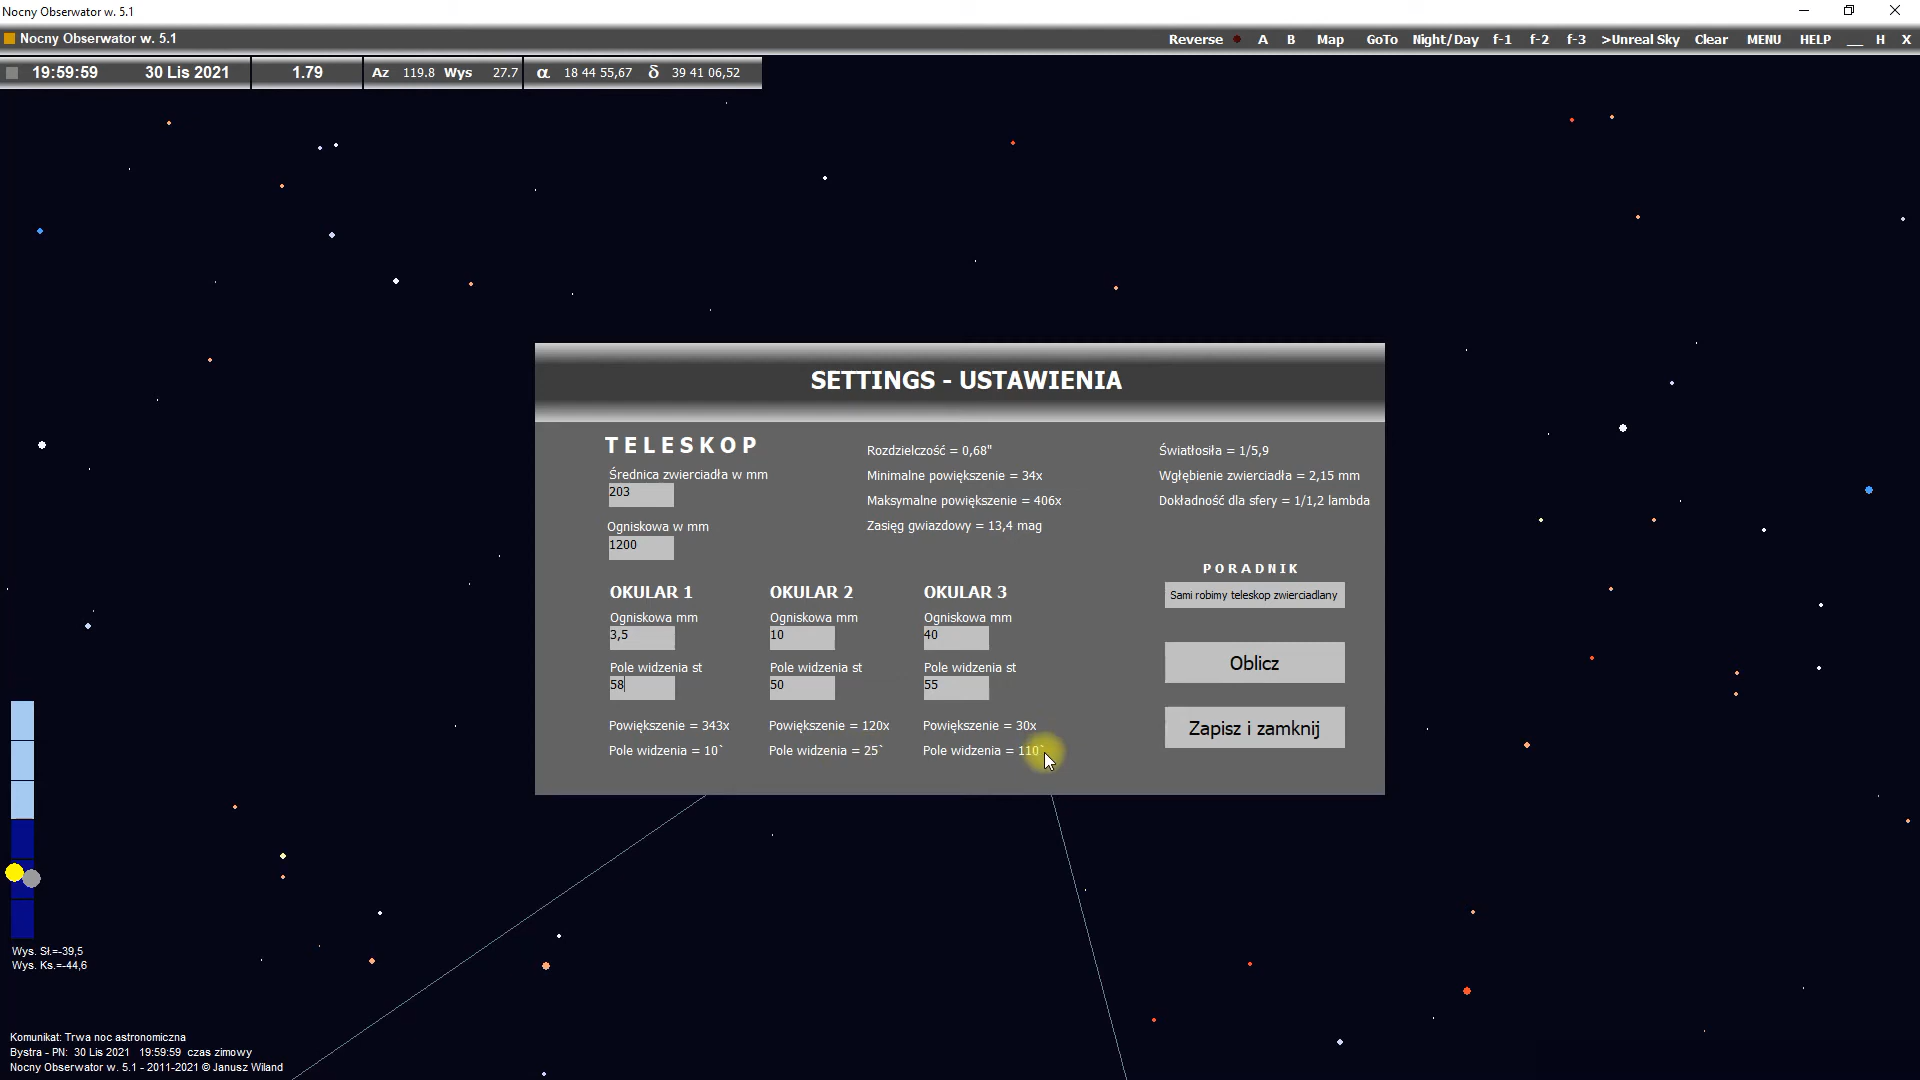 Nocny Obserwator w. 5.1
Nocny Obserwator w. 5.1
Reverse A B Map GoTo Night/Day f-1 f-2 f-3 >Unreal Sky Clear MENU HELP __ H X
19:59:59 30 Lis 2021 1.79 Az 119.8 Wys 27.7 α 18 44 55,67 δ 39 41 06,52
SETTINGS - USTAWIENIA
TELESKOP
Średnica zwierciadła w mm
203
Ogniskowa w mm
1200
Rozdzielczość = 0,68"
Minimalne powiększenie = 34x
Maksymalne powiększenie = 406x
Zasięg gwiazdowy = 13,4 mag
Światłosiła = 1/5,9
Wgłębienie zwierciadła = 2,15 mm
Dokładność dla sfery = 1/1,2 lambda
OKULAR 1
Ogniskowa mm
3,5
Pole widzenia st
58
Powiększenie = 343x
Pole widzenia = 10`
OKULAR 2
Ogniskowa mm
10
Pole widzenia st
50
Powiększenie = 120x
Pole widzenia = 25`
OKULAR 3
Ogniskowa mm
40
Pole widzenia st
55
Powiększenie = 30x
Pole widzenia = 110`
PORADNIK
Sami robimy teleskop zwierciadlany
Oblicz
Zapisz i zamknij
Wys. Sł.=-39,5
Wys. Ks.=-44,6
Komunikat: Trwa noc astronomiczna
Bystra - PN: 30 Lis 2021 19:59:59 czas zimowy
Nocny Obserwator w. 5.1 - 2011-2021 © Janusz Wiland